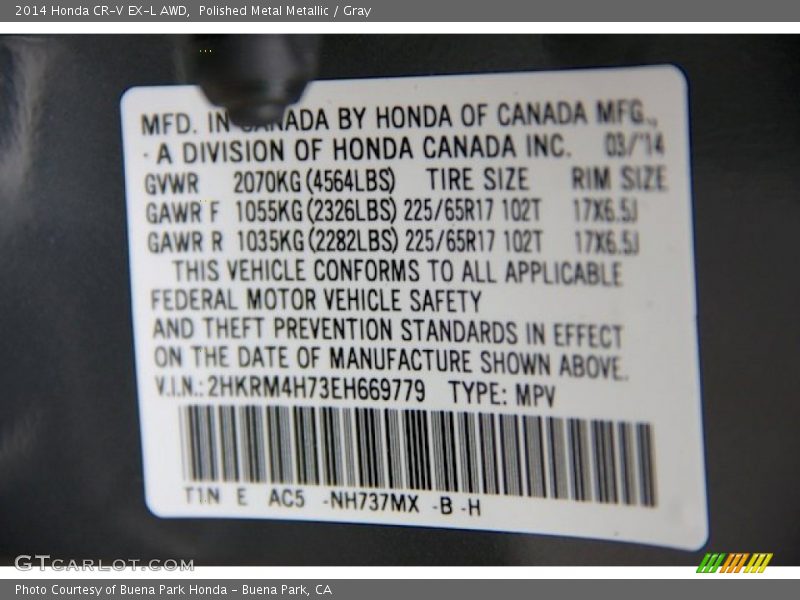 2014 Honda CR-V EX-L AWD,  Polished Metal Metallic / Gray
MFD. IN CANADA BY HONDA OF CANADA MFG.,
A DIVISION OF HONDA CANADA INC. 03/'14
GVWR 2070KG (4564LBS) TIRE SIZE RIM SIZE
GAWR F 1055KG (2326LBS) 225/65R17 102T 17X6.5J
GAWR R 1035KG (2282LBS) 225/65R17 102T 17X6.5J
THIS VEHICLE CONFORMS TO ALL APPLICABLE
FEDERAL MOTOR VEHICLE SAFETY
AND THEFT PREVENTION STANDARDS IN EFFECT
ON THE DATE OF MANUFACTURE SHOWN ABOVE.
V.I.N.: 2HKRM4H73EH669779 TYPE: MPV
T1N E AC5 -NH737MX -B -H
GTCARLOT.COM
Photo Courtesy of Buena Park Honda - Buena Park, CA